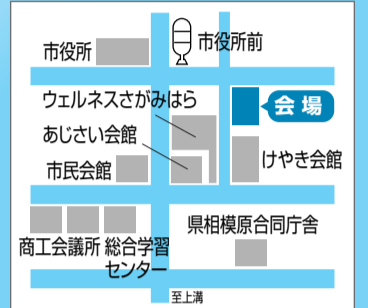 市役所
市役所前
ウェルネスさがみはら
会場
あじさい会館
市民会館
けやき会館
県相模原合同庁舎
商工会議所
総合学習
センター
至上溝